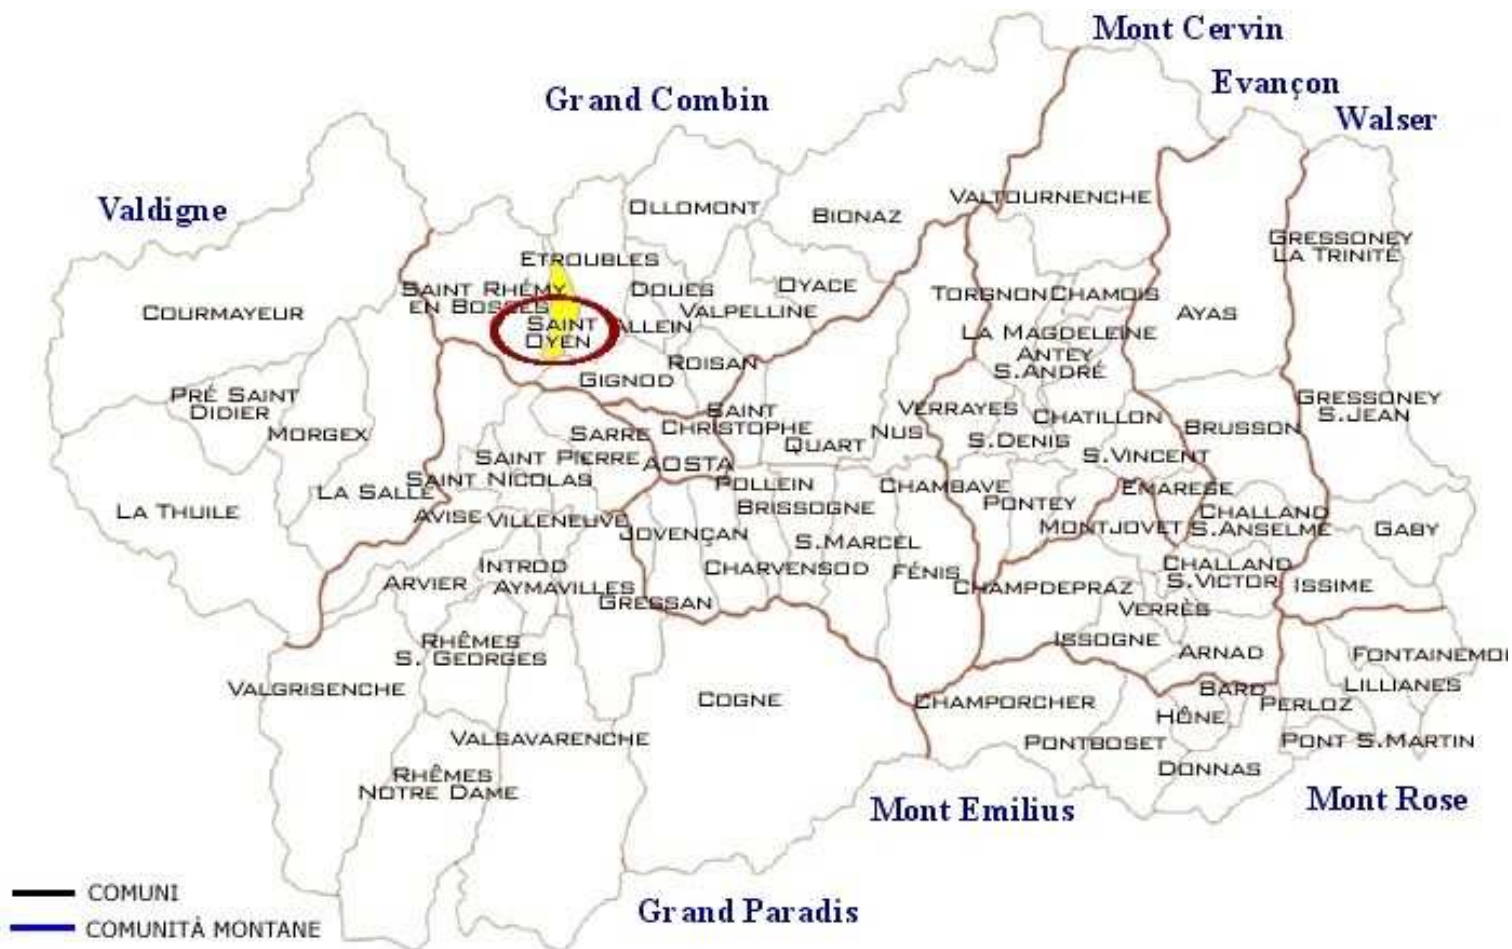 Mont Cervin
Evançon
Grand Combin
Walser
Valdigne
OLLOMONT
VALTOURNENCHE
BIONAZ
GRESSONEY
LA TRINITÉ
ETROUBLES
SAINT RHÉMY
EN BOSSES
DOUES
OYACE
VALPELLINE
TORGNON
CHAMOIS
COURMAYEUR
AYAS
SAINT
OYEN
ALLEIN
LA MAGDELEINE
ANTEY
S.ANDRÉ
ROISAN
GIGNOD
PRÉ SAINT
DIDIER
GRESSONEY
S.JEAN
SAINT
CHRISTOPHE
VERRAYES
CHATILLON
BRUSSON
MORGEX
SARRE
QUART
NUS
S.DENIS
SAINT PIERRE
AOSTA
S.VINCENT
SAINT NICOLAS
POLLEIN
CHAMBAVE
EMARESE
LA SALLE
BRISSOGNE
PONTEY
CHALLAND
S.ANSELME
LA THUILE
AVISE
VILLENEUVE
JOVENÇAN
MONTJOVET
GABY
S.MARCEL
INTROD
CHARVENSOD
FÉNIS
CHALLAND
S.VICTOR
ARVIER
AYMAVILLES
CHAMPDEPRAZ
ISSIME
GRESSAN
VERRÈS
RHÊMES
S. GEORGES
ISSOGNE
ARNAD
FONTAINEMO
VALGRISENCHE
COGNE
CHAMPORCHER
BARD
LILLIANES
PERLOZ
HÔNE
VALSAVARENCHE
PONTBOSET
PONT S.MARTIN
RHÊMES
NOTRE DAME
DONNAS
Mont Emilius
Mont Rose
COMUNI
Grand Paradis
COMUNITÀ MONTANE